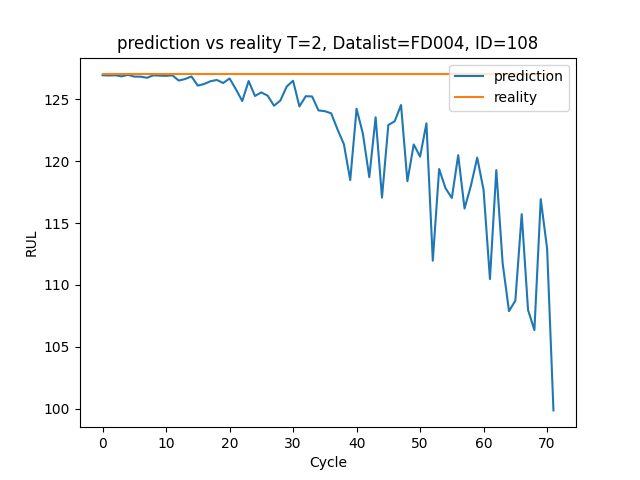 prediction vs reality T=2, Datalist=FD004, ID=108
prediction
reality
125
120
115
110
105
100
RUL
0 10 20 30 40 50 60 70
Cycle